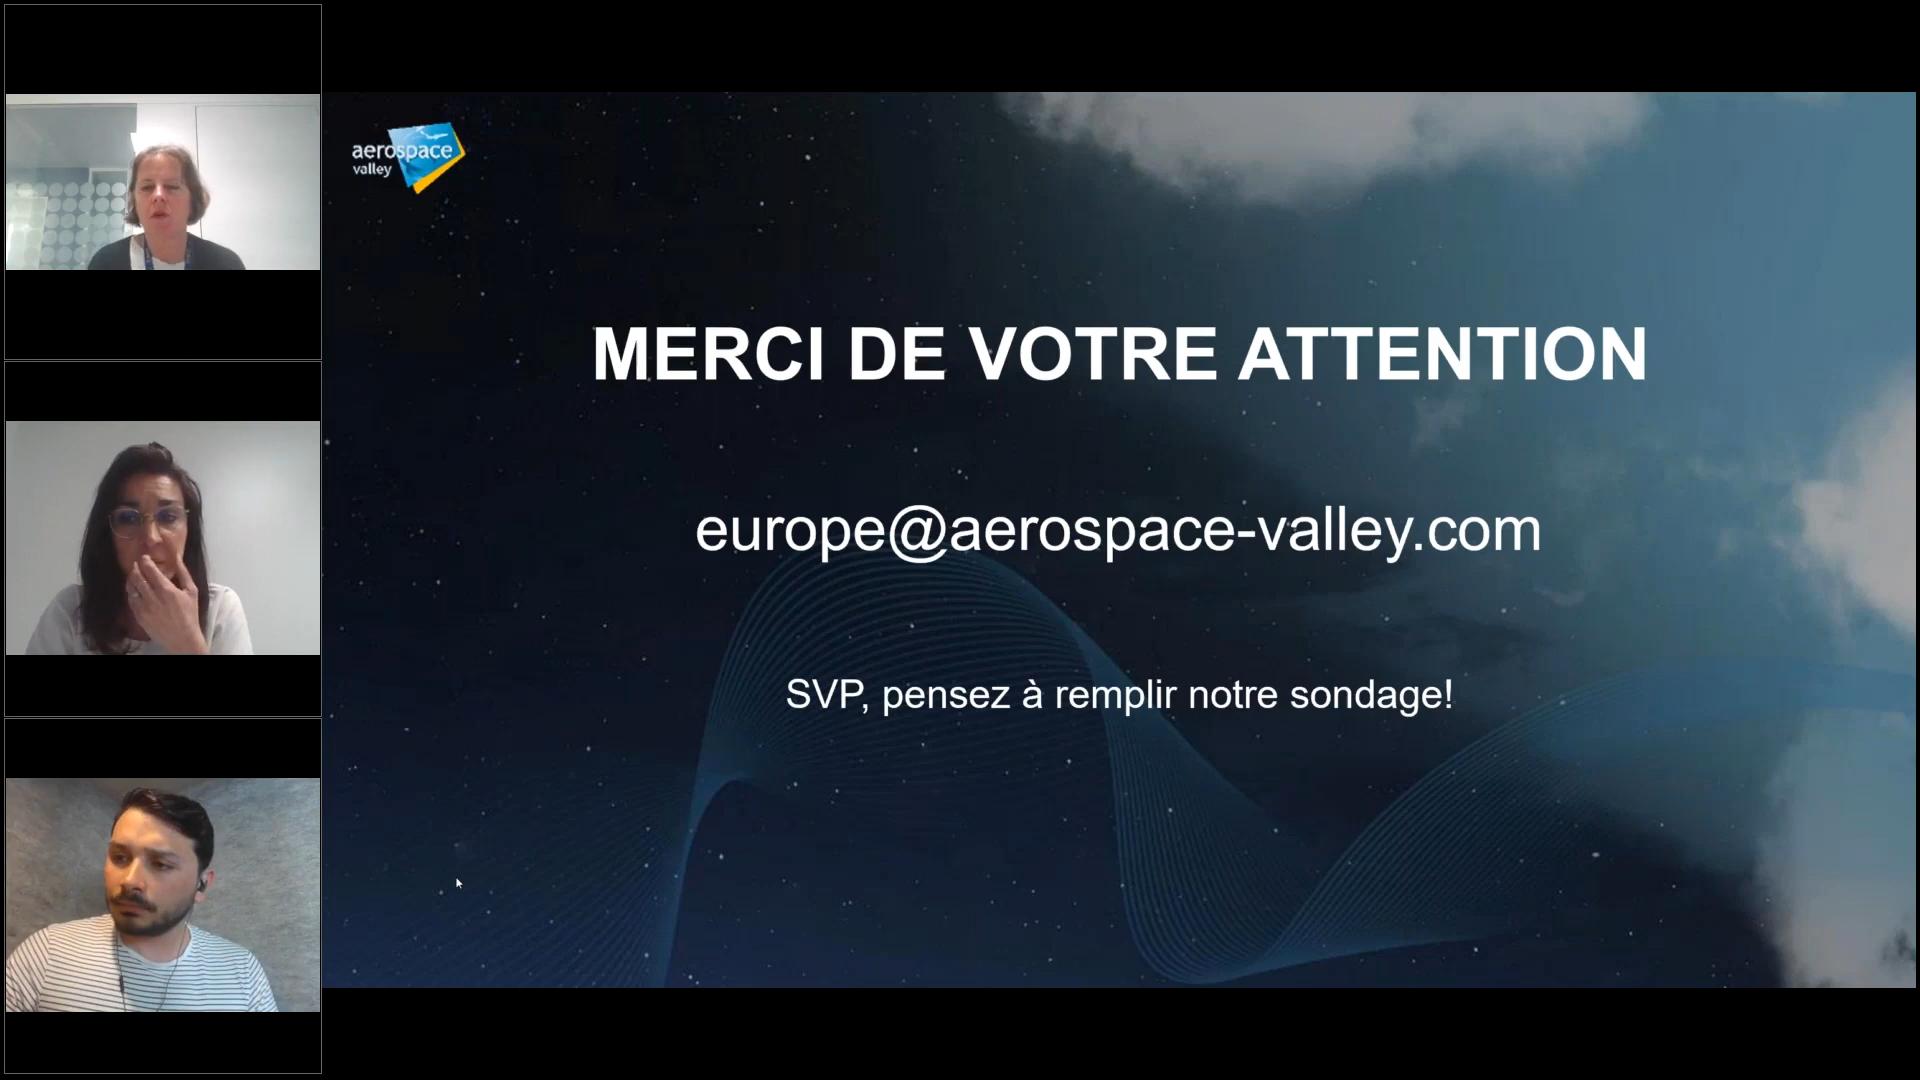 aerospace
valley
MERCI DE VOTRE ATTENTION
europe@aerospace-valley.com
SVP, pensez à remplir notre sondage!